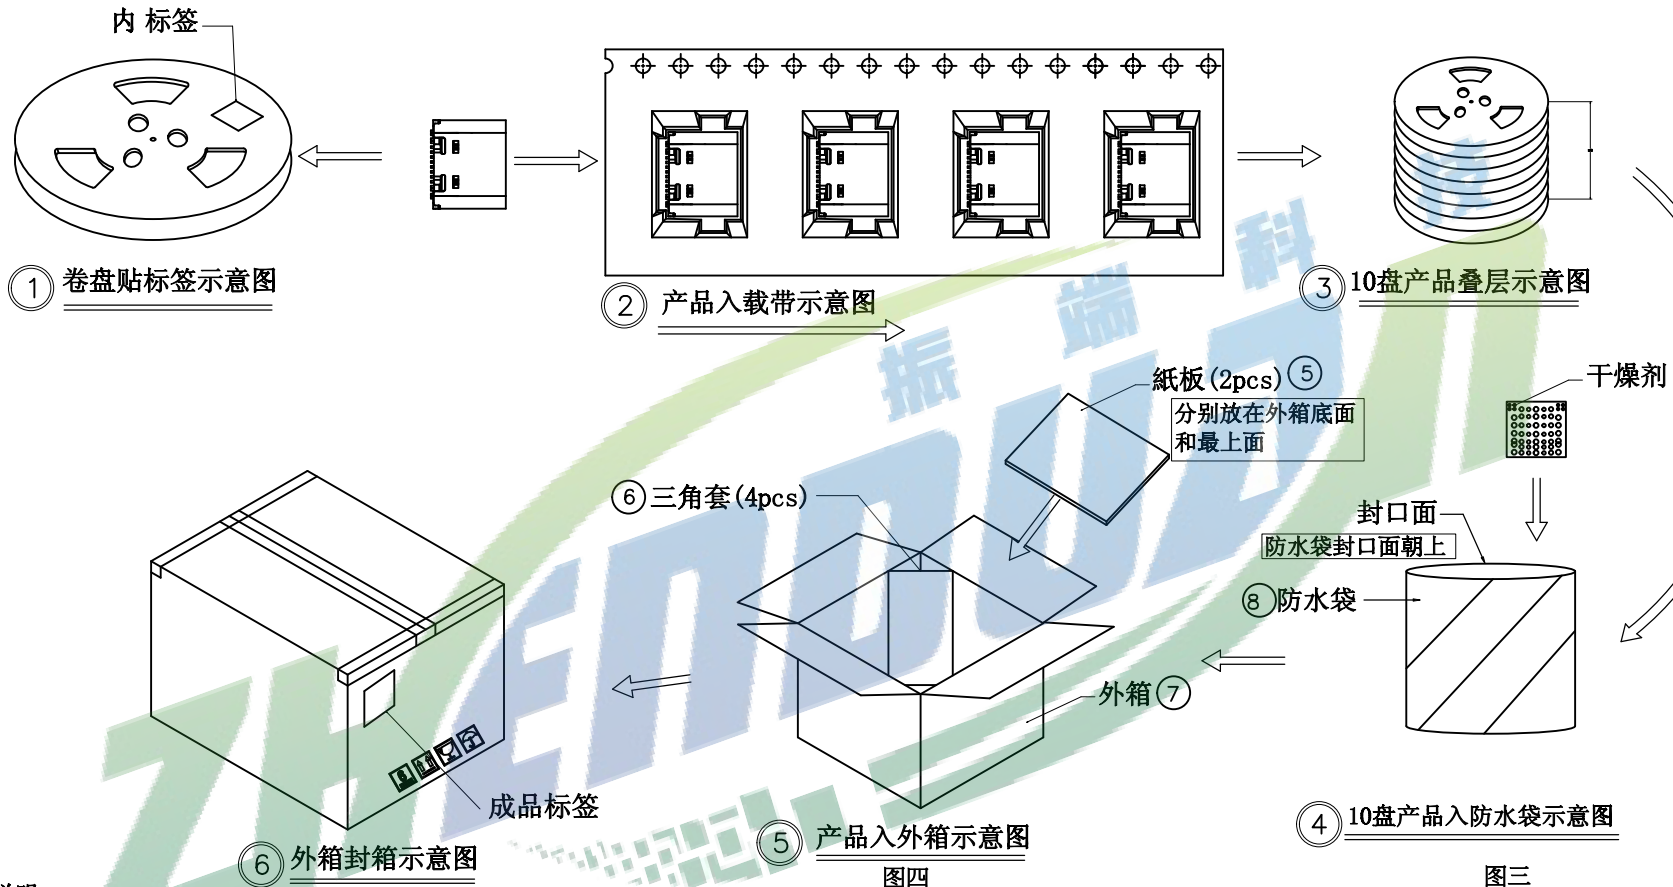 内 标签
① 卷盘贴标签示意图
② 产品入载带示意图
③ 10盘产品叠层示意图
振端科技
ZHENDUAN
紙板(2pcs) ⑤
分别放在外箱底面
和最上面
干燥剂
⑥ 三角套(4pcs)
封口面
防水袋封口面朝上
⑧ 防水袋
外箱 ⑦
成品标签
④ 10盘产品入防水袋示意图
⑤ 产品入外箱示意图
⑥ 外箱封箱示意图
图四
图三